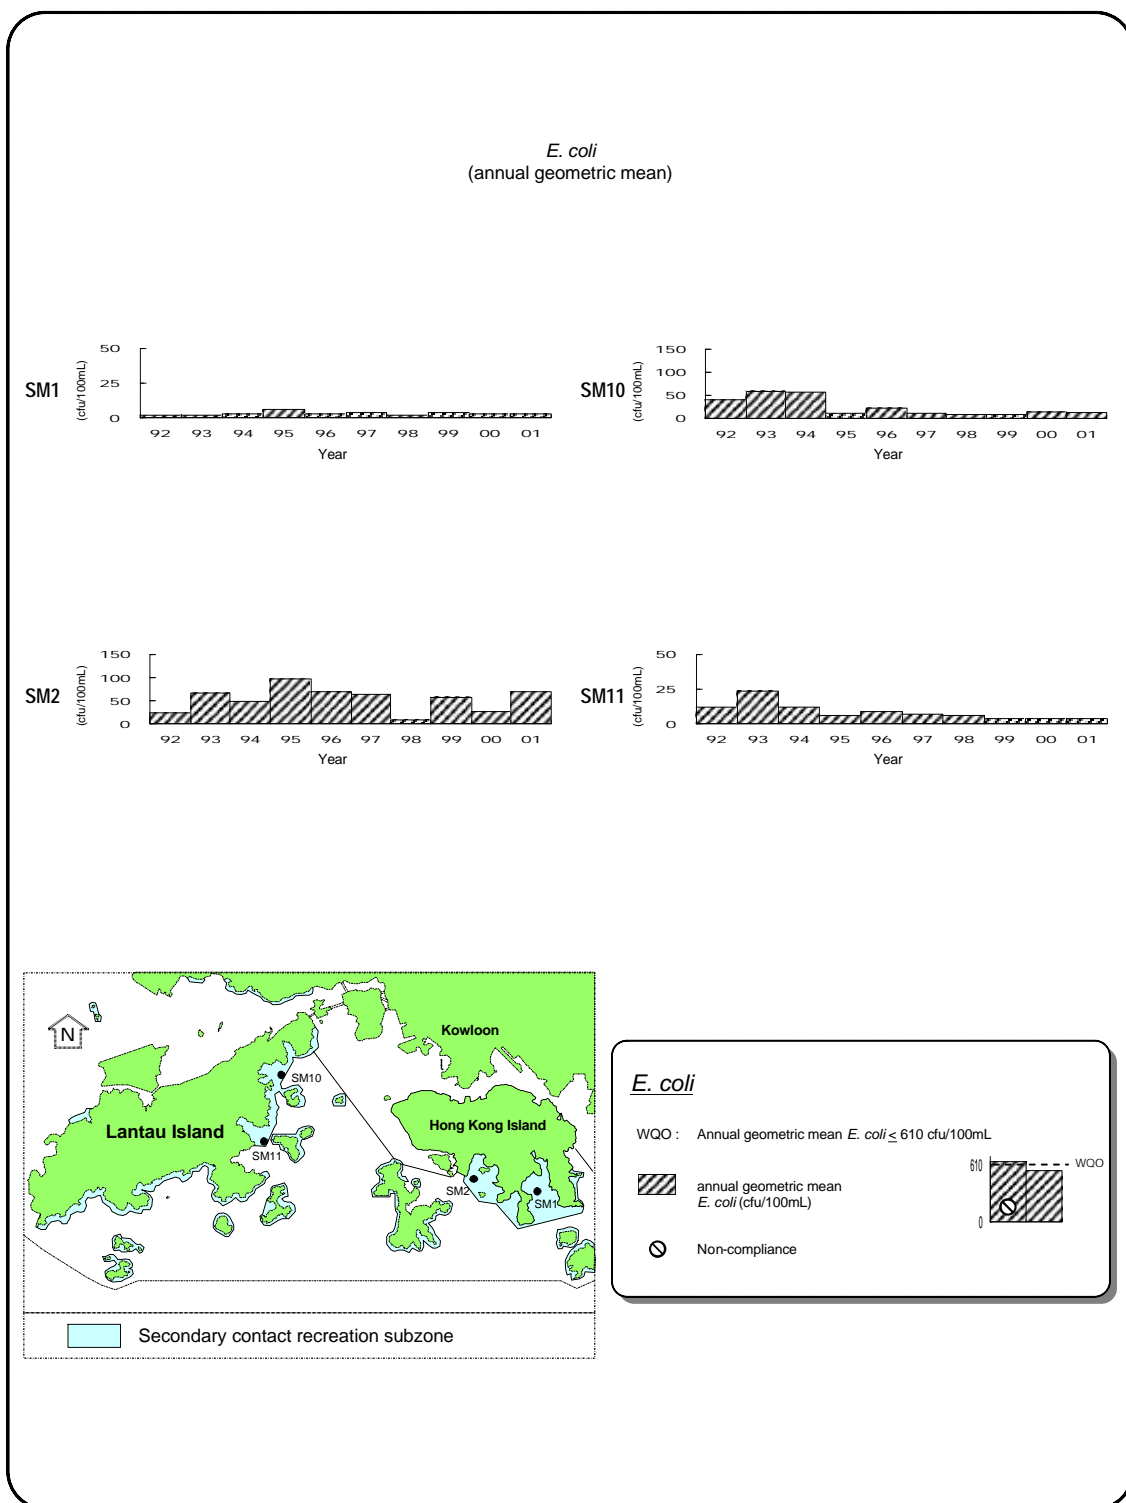 E. coli
(annual geometric mean)
SM1
(cfu/100mL)
50
25
0
92 93 94 95 96 97 98 99 00 01
Year
SM10
(cfu/100mL)
150
100
50
0
92 93 94 95 96 97 98 99 00 01
Year
SM2
(cfu/100mL)
150
100
50
0
92 93 94 95 96 97 98 99 00 01
Year
SM11
(cfu/100mL)
50
25
0
92 93 94 95 96 97 98 99 00 01
Year
N
Kowloon
SM10
Lantau Island
Hong Kong Island
SM11
SM2
SM1
Secondary contact recreation subzone
E. coli
WQO : Annual geometric mean E. coli ≤ 610 cfu/100mL
annual geometric mean
E. coli (cfu/100mL)
610
WQO
0
Non-compliance